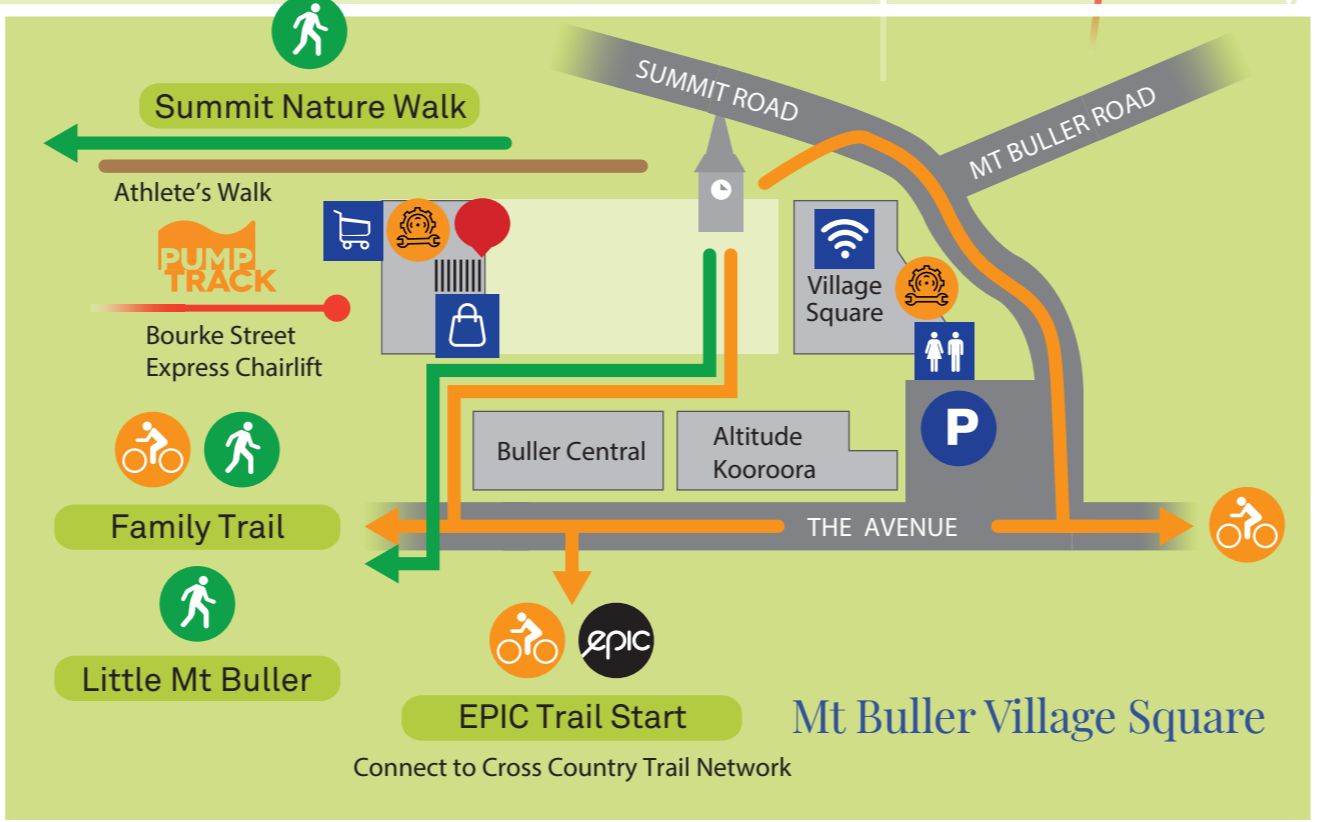 SUMMIT ROAD
MT BULLER ROAD
Summit Nature Walk
Athlete's Walk
PUMP
TRACK
Village
Square
Bourke Street
Express Chairlift
P
Buller Central
Altitude
Kooroora
Family Trail
THE AVENUE
Little Mt Buller
epic
EPIC Trail Start
Mt Buller Village Square
Connect to Cross Country Trail Network